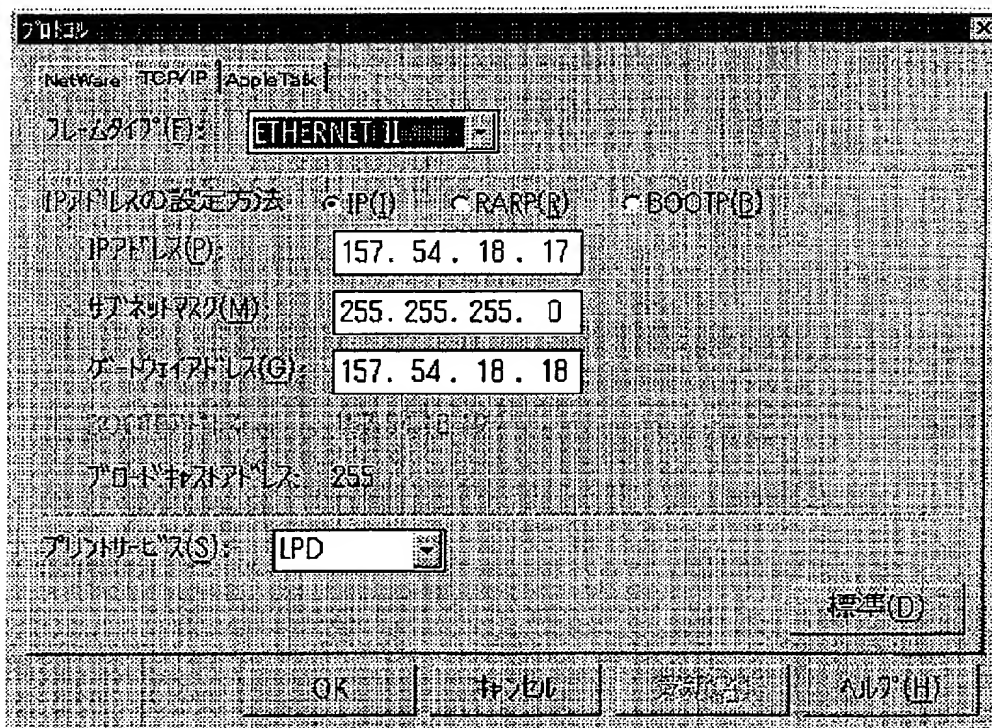 プロトコル
NetWare TCP/IP AppleTalk
フレームタイプ(F): ETHERNET II
IPアドレスの設定方法 IP(I) RARP(R) BOOTP(B)
IPアドレス(P): 157. 54 . 18 . 17
サブネットマスク(M): 255. 255. 255. 0
ゲートウェイアドレス(G): 157. 54 . 18 . 18
ブロードキャストアドレス: 255
プリントサービス(S): LPD
標準(D)
OK キャンセル ヘルプ(H)